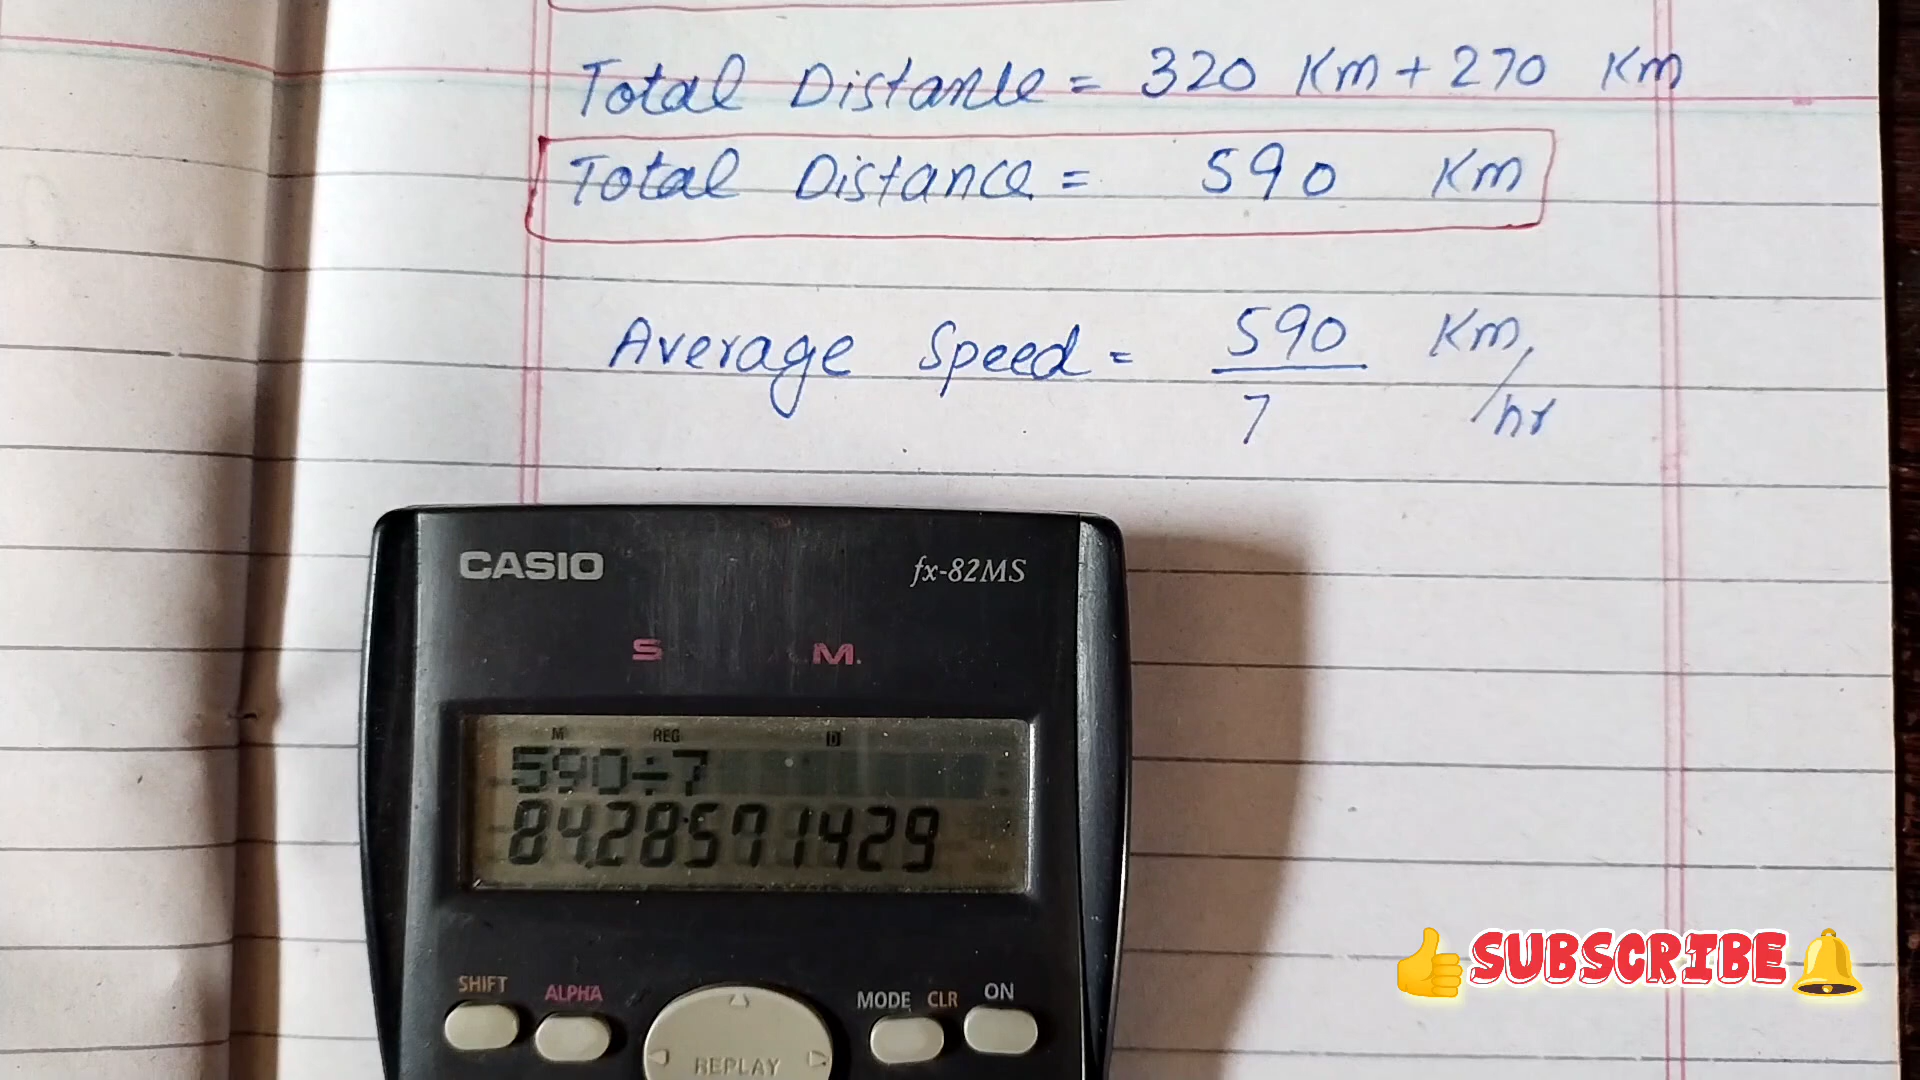 Total Distance = 320 Km + 270 Km
Total Distance = 590 Km
Average Speed = 590 Km/hr
7
CASIO fx-82MS
S M.
M REG D
590÷7
84.28571429
SHIFT ALPHA MODE CLR ON
REPLAY
SUBSCRIBE